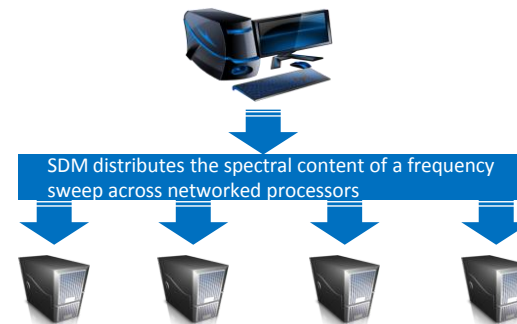 SDM distributes the spectral content of a frequency
sweep across networked processors